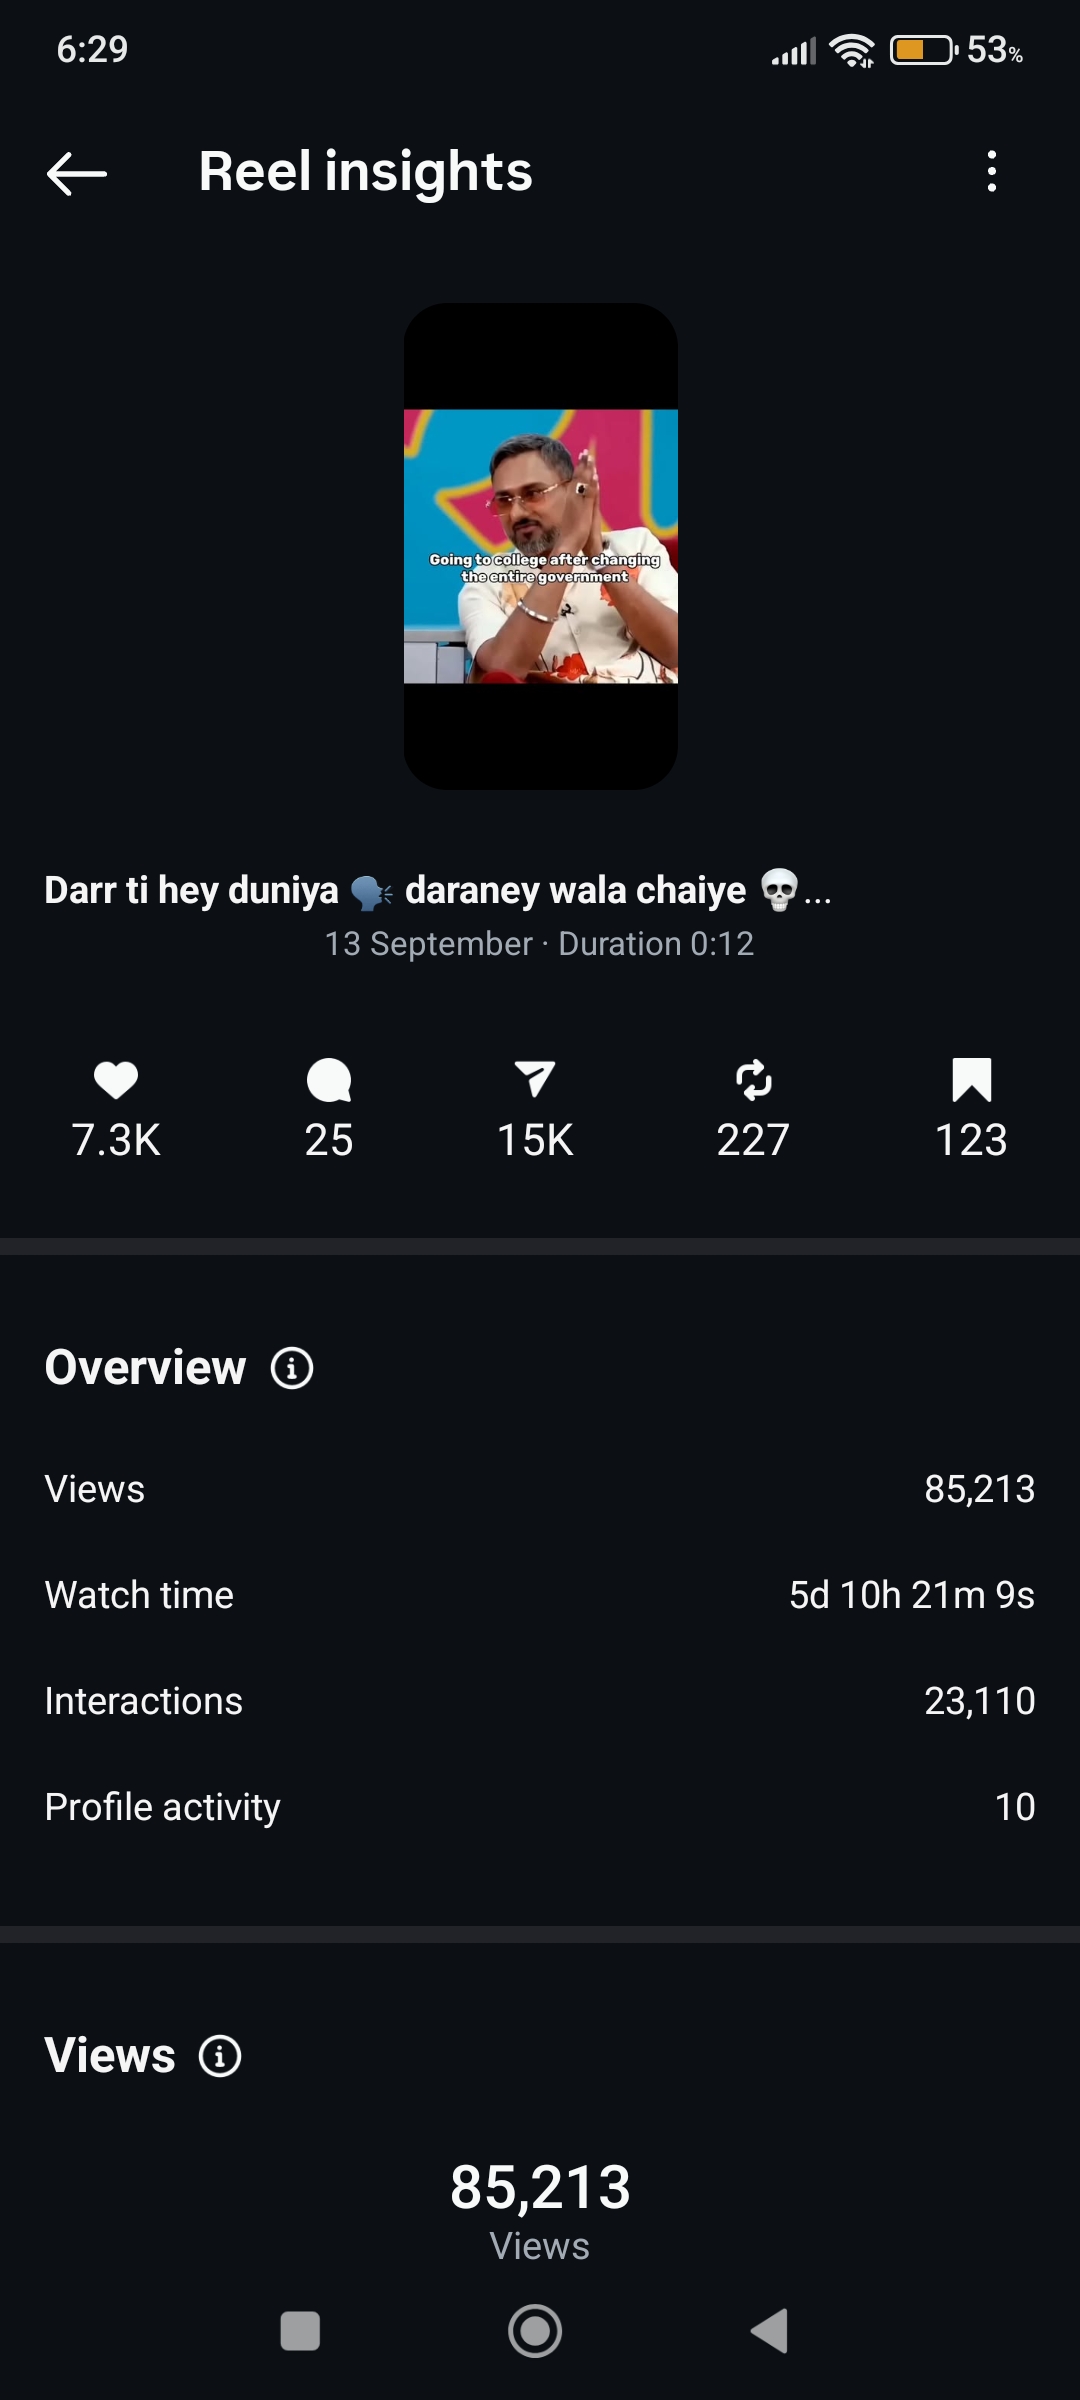 6:29
53%
Reel insights
Going to college after changing
the entire government
Darr ti hey duniya 🗣️ daraney wala chaiye 💀...
13 September · Duration 0:12
7.3K 25 15K 227 123
Overview
Views 85,213
Watch time 5d 10h 21m 9s
Interactions 23,110
Profile activity 10
Views
85,213
Views